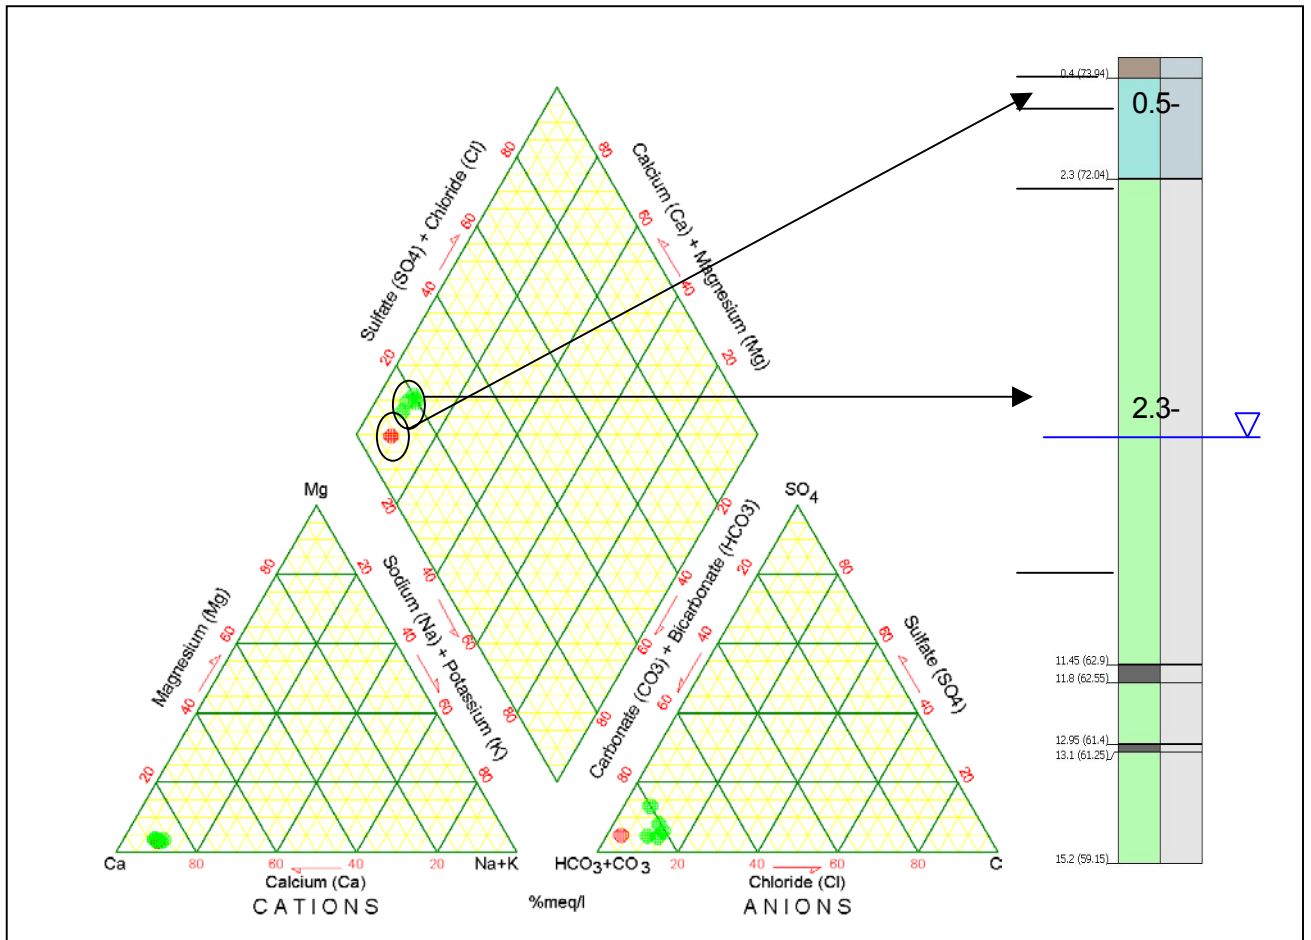 0.4 (73.94)
0.5-
2.3 (72.04)
2.3-
11.45 (62.9)
11.8 (62.55)
12.95 (61.4)
13.1 (61.25)
15.2 (59.15)
Sulfate (SO4) + Chloride (Cl)
Calcium (Ca) + Magnesium (Mg)
80
80
60
60
40
40
20
20
20
20
40
40
60
60
80
80
Sodium (Na) + Potassium (K)
Carbonate (CO3) + Bicarbonate (HCO3)
Mg
80
20
60
40
40
60
20
80
Magnesium (Mg)
Ca
80
60
40
20
Na+K
Calcium (Ca)
CATIONS
%meq/l
SO4
20
80
40
60
60
40
80
20
Sulfate (SO4)
HCO3+CO3
20
40
60
80
C
Chloride (Cl)
ANIONS